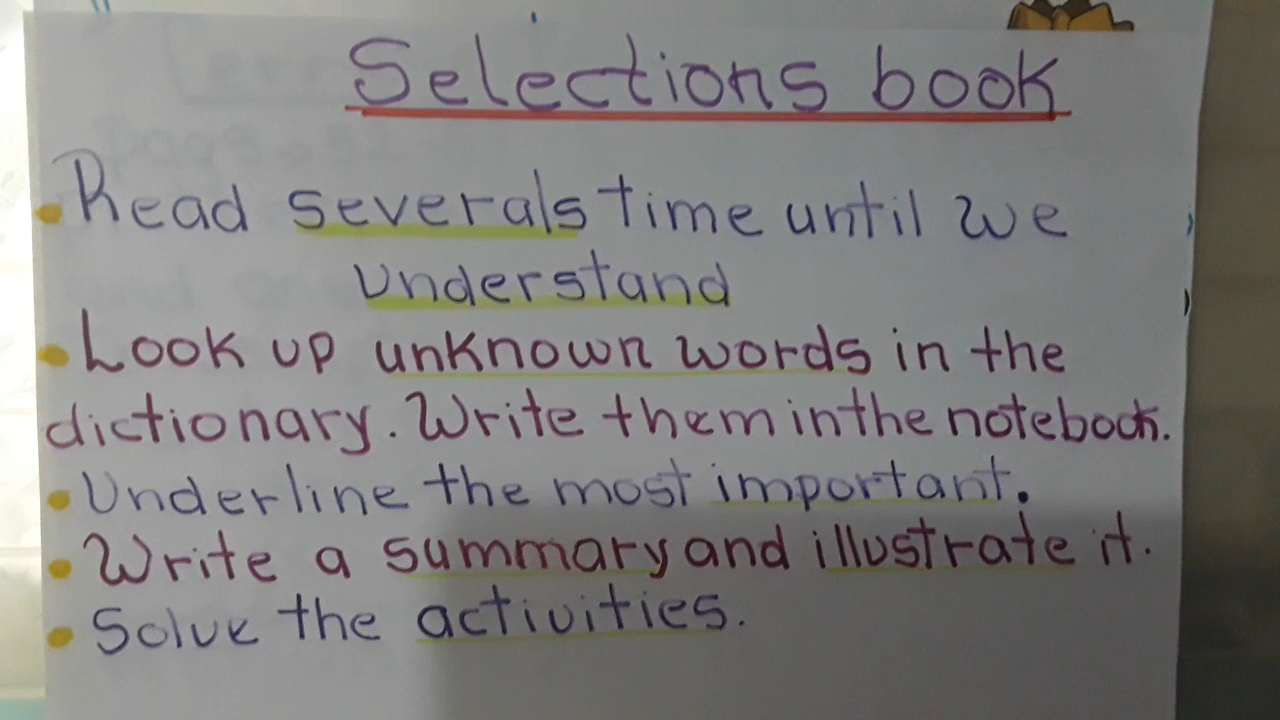 Selections book
• Read severals time until we
understand
• Look up unknown words in the
dictionary. Write them in the notebook.
• Underline the most important.
• Write a summary and illustrate it.
• Solve the activities.